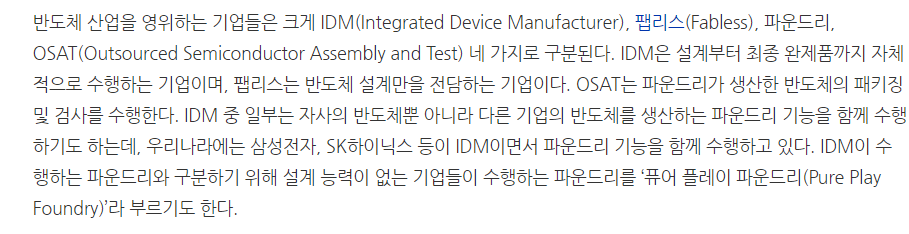 반도체 산업을 영위하는 기업들은 크게 IDM(Integrated Device Manufacturer), 팹리스(Fabless), 파운드리,
OSAT(Outsourced Semiconductor Assembly and Test) 네 가지로 구분된다. IDM은 설계부터 최종 완제품까지 자체
적으로 수행하는 기업이며, 팹리스는 반도체 설계만을 전담하는 기업이다. OSAT는 파운드리가 생산한 반도체의 패키징
및 검사를 수행한다. IDM 중 일부는 자사의 반도체뿐 아니라 다른 기업의 반도체를 생산하는 파운드리 기능을 함께 수행
하기도 하는데, 우리나라에는 삼성전자, SK하이닉스 등이 IDM이면서 파운드리 기능을 함께 수행하고 있다. IDM이 수
행하는 파운드리와 구분하기 위해 설계 능력이 없는 기업들이 수행하는 파운드리를 ‘퓨어 플레이 파운드리(Pure Play
Foundry)’라 부르기도 한다.